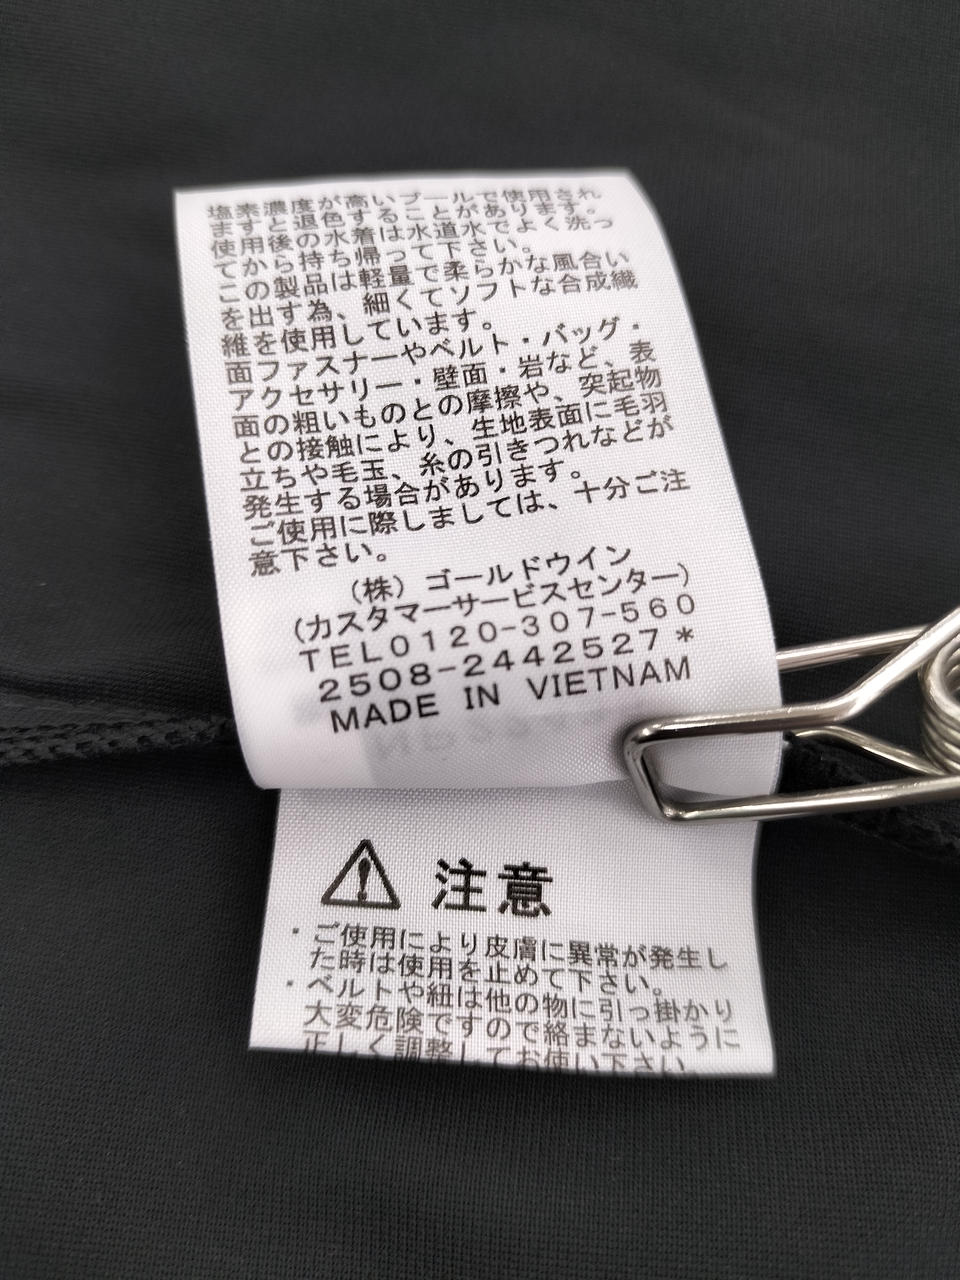 塩素濃度が高いプールで使用され
ますと退色することがあります。
使用後の水着は水道水でよく洗っ
てから持ち帰って下さい。
この製品は軽量で柔らかな風合い
を出す為、細くてソフトな合成繊
維を使用しています。
面ファスナーやベルト・バッグ・
アクセサリー・壁面・岩など、表
面の粗いものとの摩擦や、突起物
との接触により、生地表面に毛羽
立ちや毛玉、糸の引きつれなどが
発生する場合があります。
ご使用に際しましては、十分ご注
意下さい。
(株) ゴールドウイン
(カスタマーサービスセンター)
TEL0120-307-560
2508-2442527*
MADE IN VIETNAM
注意
・ご使用により皮膚に異常が発生し
た時は使用を止めて下さい。
・ベルトや紐は他の物に引っ掛かり
大変危険ですので絡まないように
正しく調整してお使い下さい。